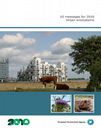 10 messages for 2010
Urban ecosystems
2010
European Environment Agency